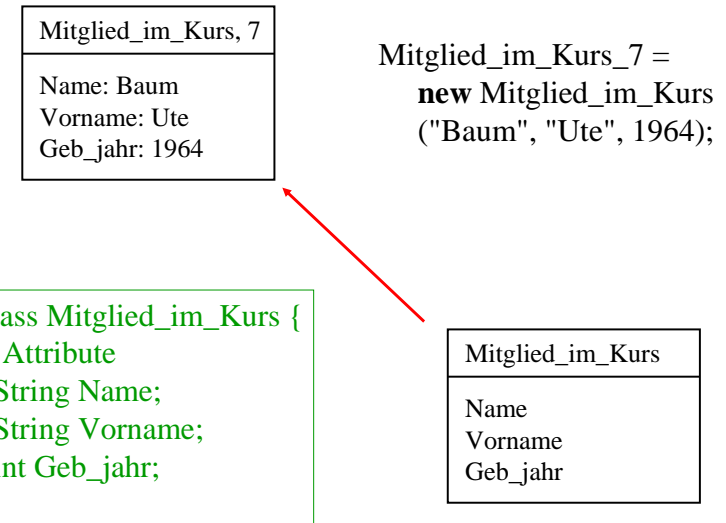 Mitglied_im_Kurs, 7
Name: Baum
Vorname: Ute
Geb_jahr: 1964
Mitglied_im_Kurs_7 =
new Mitglied_im_Kurs
("Baum", "Ute", 1964);
ass Mitglied_im_Kurs {
Attribute
String Name;
String Vorname;
nt Geb_jahr;
Mitglied_im_Kurs
Name
Vorname
Geb_jahr